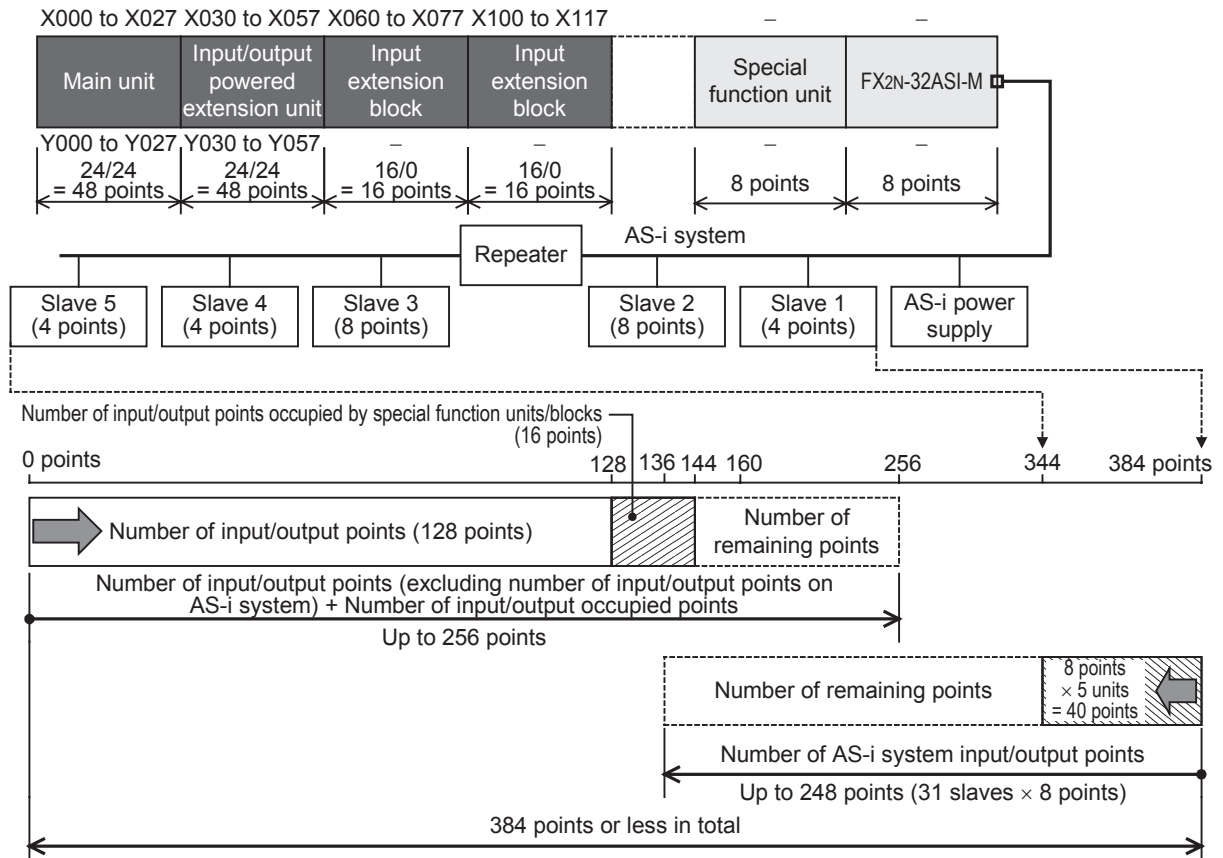 X000 to X027 X030 to X057 X060 to X077 X100 to X117 –
Main unit
Input/output
powered
extension unit
Input
extension
block
Input
extension
block
Special
function unit
FX2N-32ASI-M
Y000 to Y027 Y030 to Y057 – – – –
24/24
= 48 points
24/24
= 48 points
16/0
= 16 points
16/0
= 16 points
8 points
8 points
AS-i system
Repeater
Slave 5
(4 points)
Slave 4
(4 points)
Slave 3
(8 points)
Slave 2
(8 points)
Slave 1
(4 points)
AS-i power
supply
Number of input/output points occupied by special function units/blocks
(16 points)
0 points 128 136 144 160 256 344 384 points
Number of input/output points (128 points)
Number of
remaining points
Number of input/output points (excluding number of input/output points on
AS-i system) + Number of input/output occupied points
Up to 256 points
Number of remaining points
8 points
× 5 units
= 40 points
Number of AS-i system input/output points
Up to 248 points (31 slaves × 8 points)
384 points or less in total